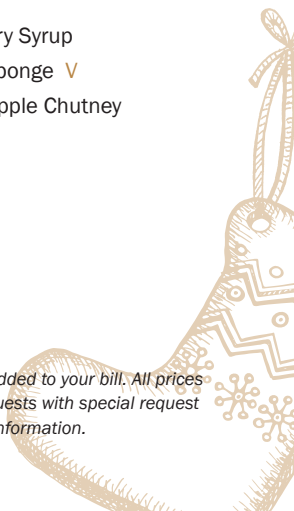 ry Syrup
ponge V
pple Chutney
dded to your bill. All prices
uests with special request
nformation.